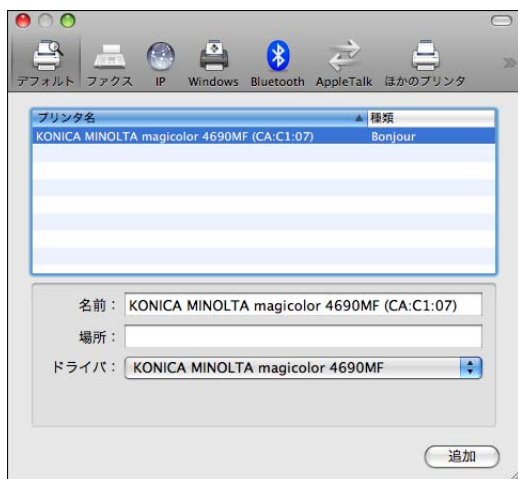 デフォルト ファクス IP Windows Bluetooth AppleTalk ほかのプリンタ
プリンタ名 種類
KONICA MINOLTA magicolor 4690MF (CA:C1:07) Bonjour
名前： KONICA MINOLTA magicolor 4690MF (CA:C1:07)
場所：
ドライバ： KONICA MINOLTA magicolor 4690MF
追加